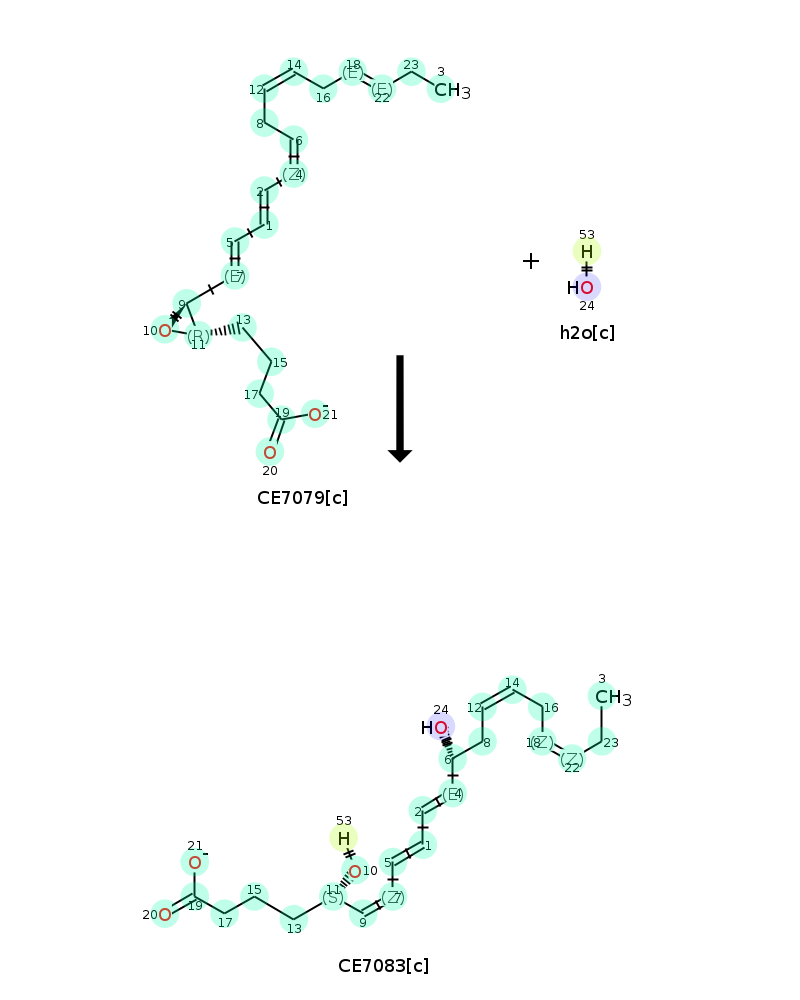 14
18
(E)
23
3
CH3
12
16
(E)
22
8
6
(Z)
4
2
1
5
(E)
7
9
10
O
(R)
11
13
15
17
19
O
-
21
O
20
CE7079[c]
+
53
H
HO
24
h2o[c]
14
3
CH3
24
HO
12
16
6
8
18
(Z)
(Z)
22
23
2
(E)
4
53
H
5
1
21
O
-
O
10
19
15
11
(S)
(Z)
7
20
O
17
13
9
CE7083[c]